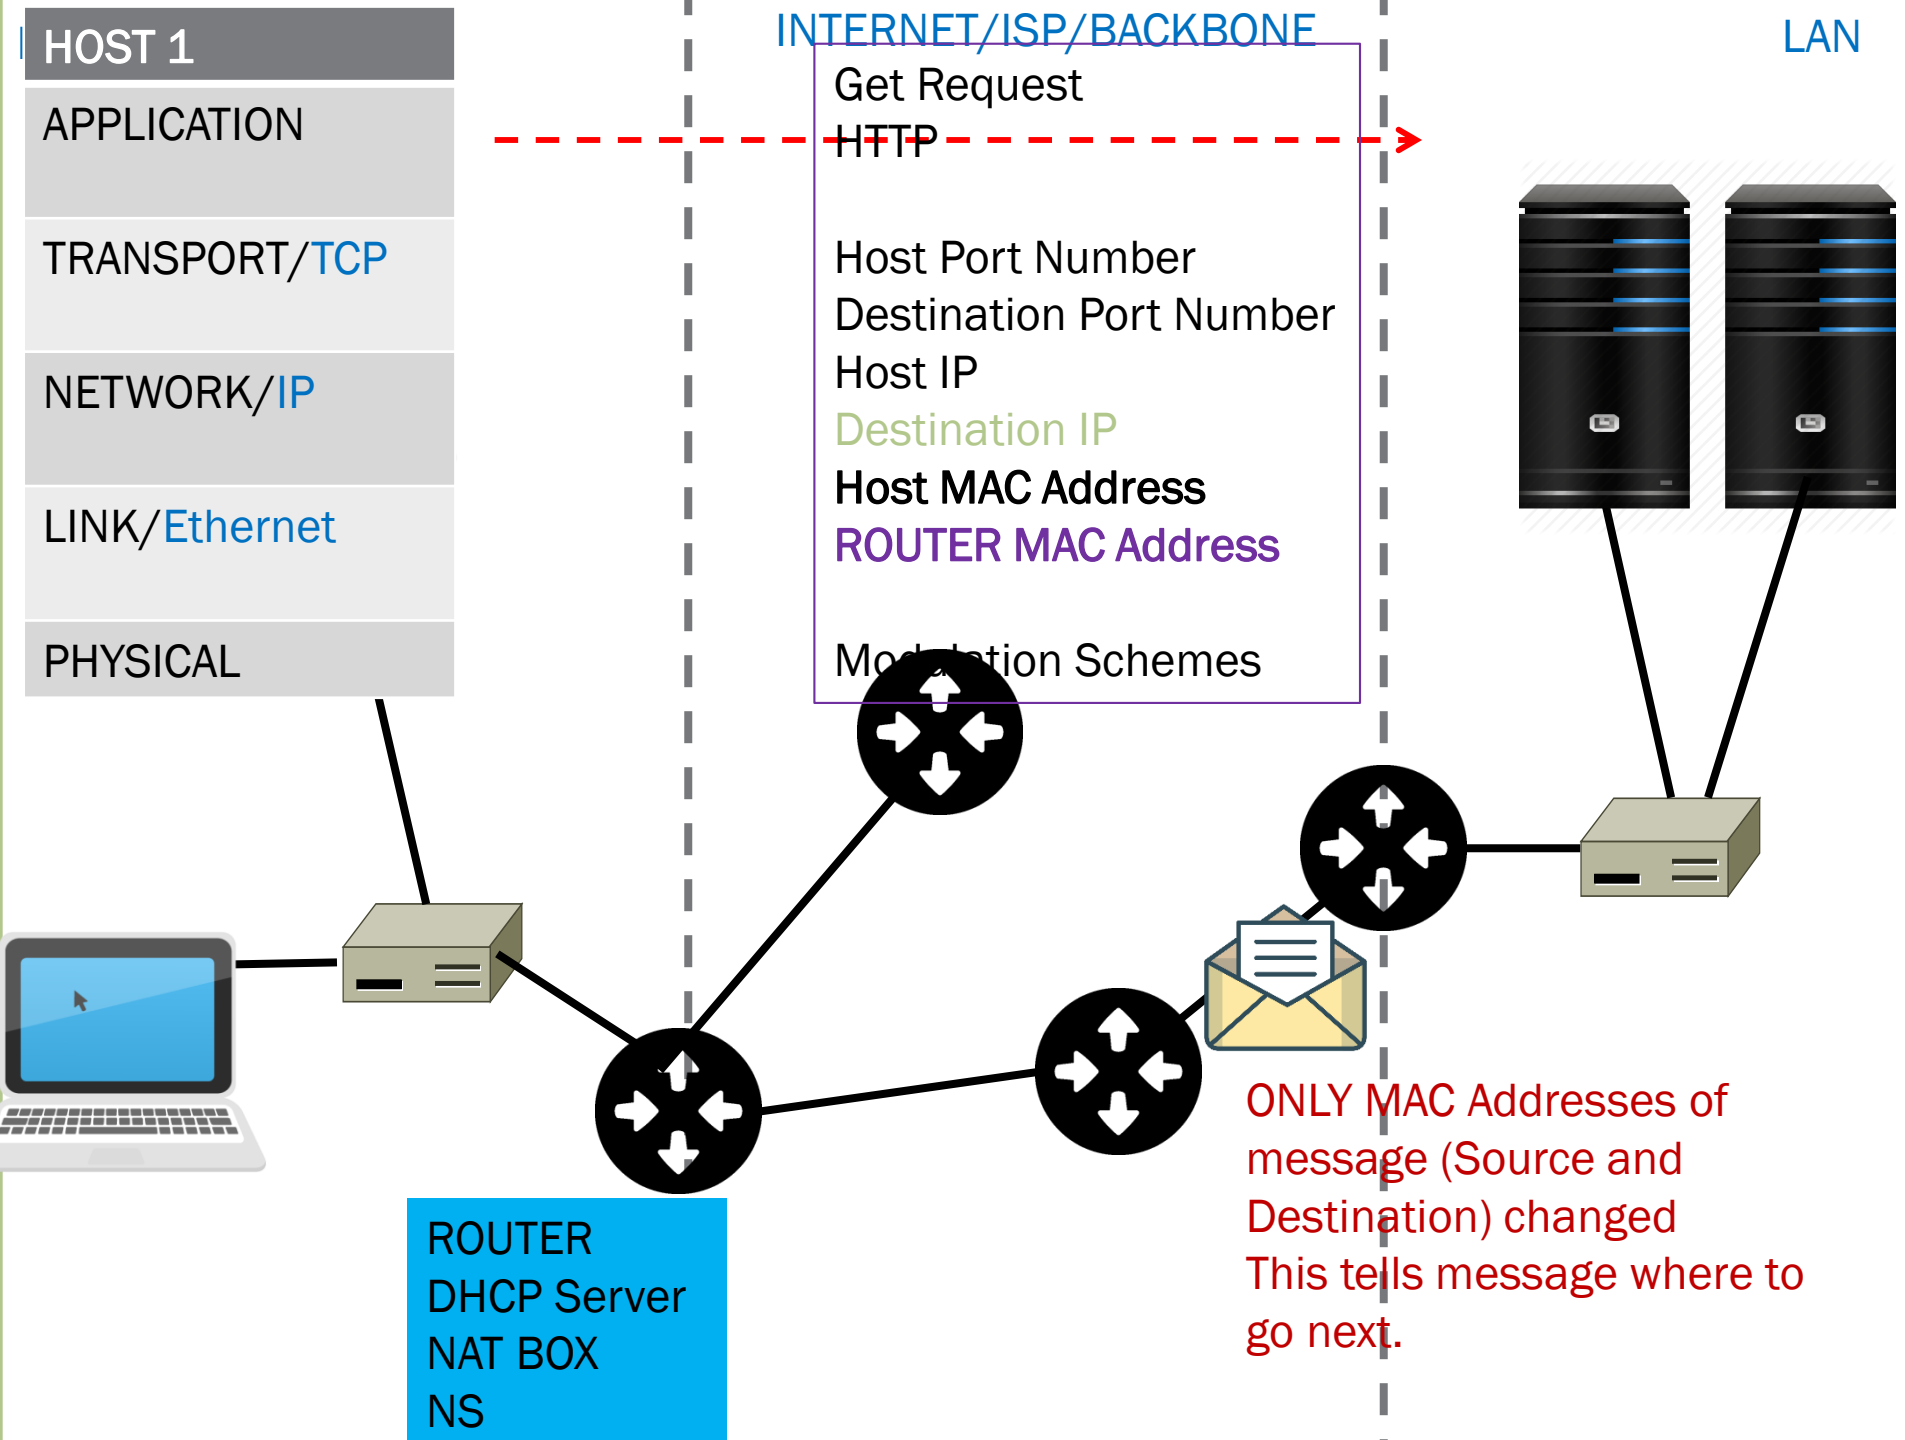 HOST 1
APPLICATION
TRANSPORT/TCP
NETWORK/IP
LINK/Ethernet
PHYSICAL
INTERNET/ISP/BACKBONE
Get Request
HTTP
Host Port Number
Destination Port Number
Host IP
Destination IP
Host MAC Address
ROUTER MAC Address
Modulation Schemes
LAN
ONLY MAC Addresses of
message (Source and
Destination) changed
This tells message where to
go next.
ROUTER
DHCP Server
NAT BOX
NS